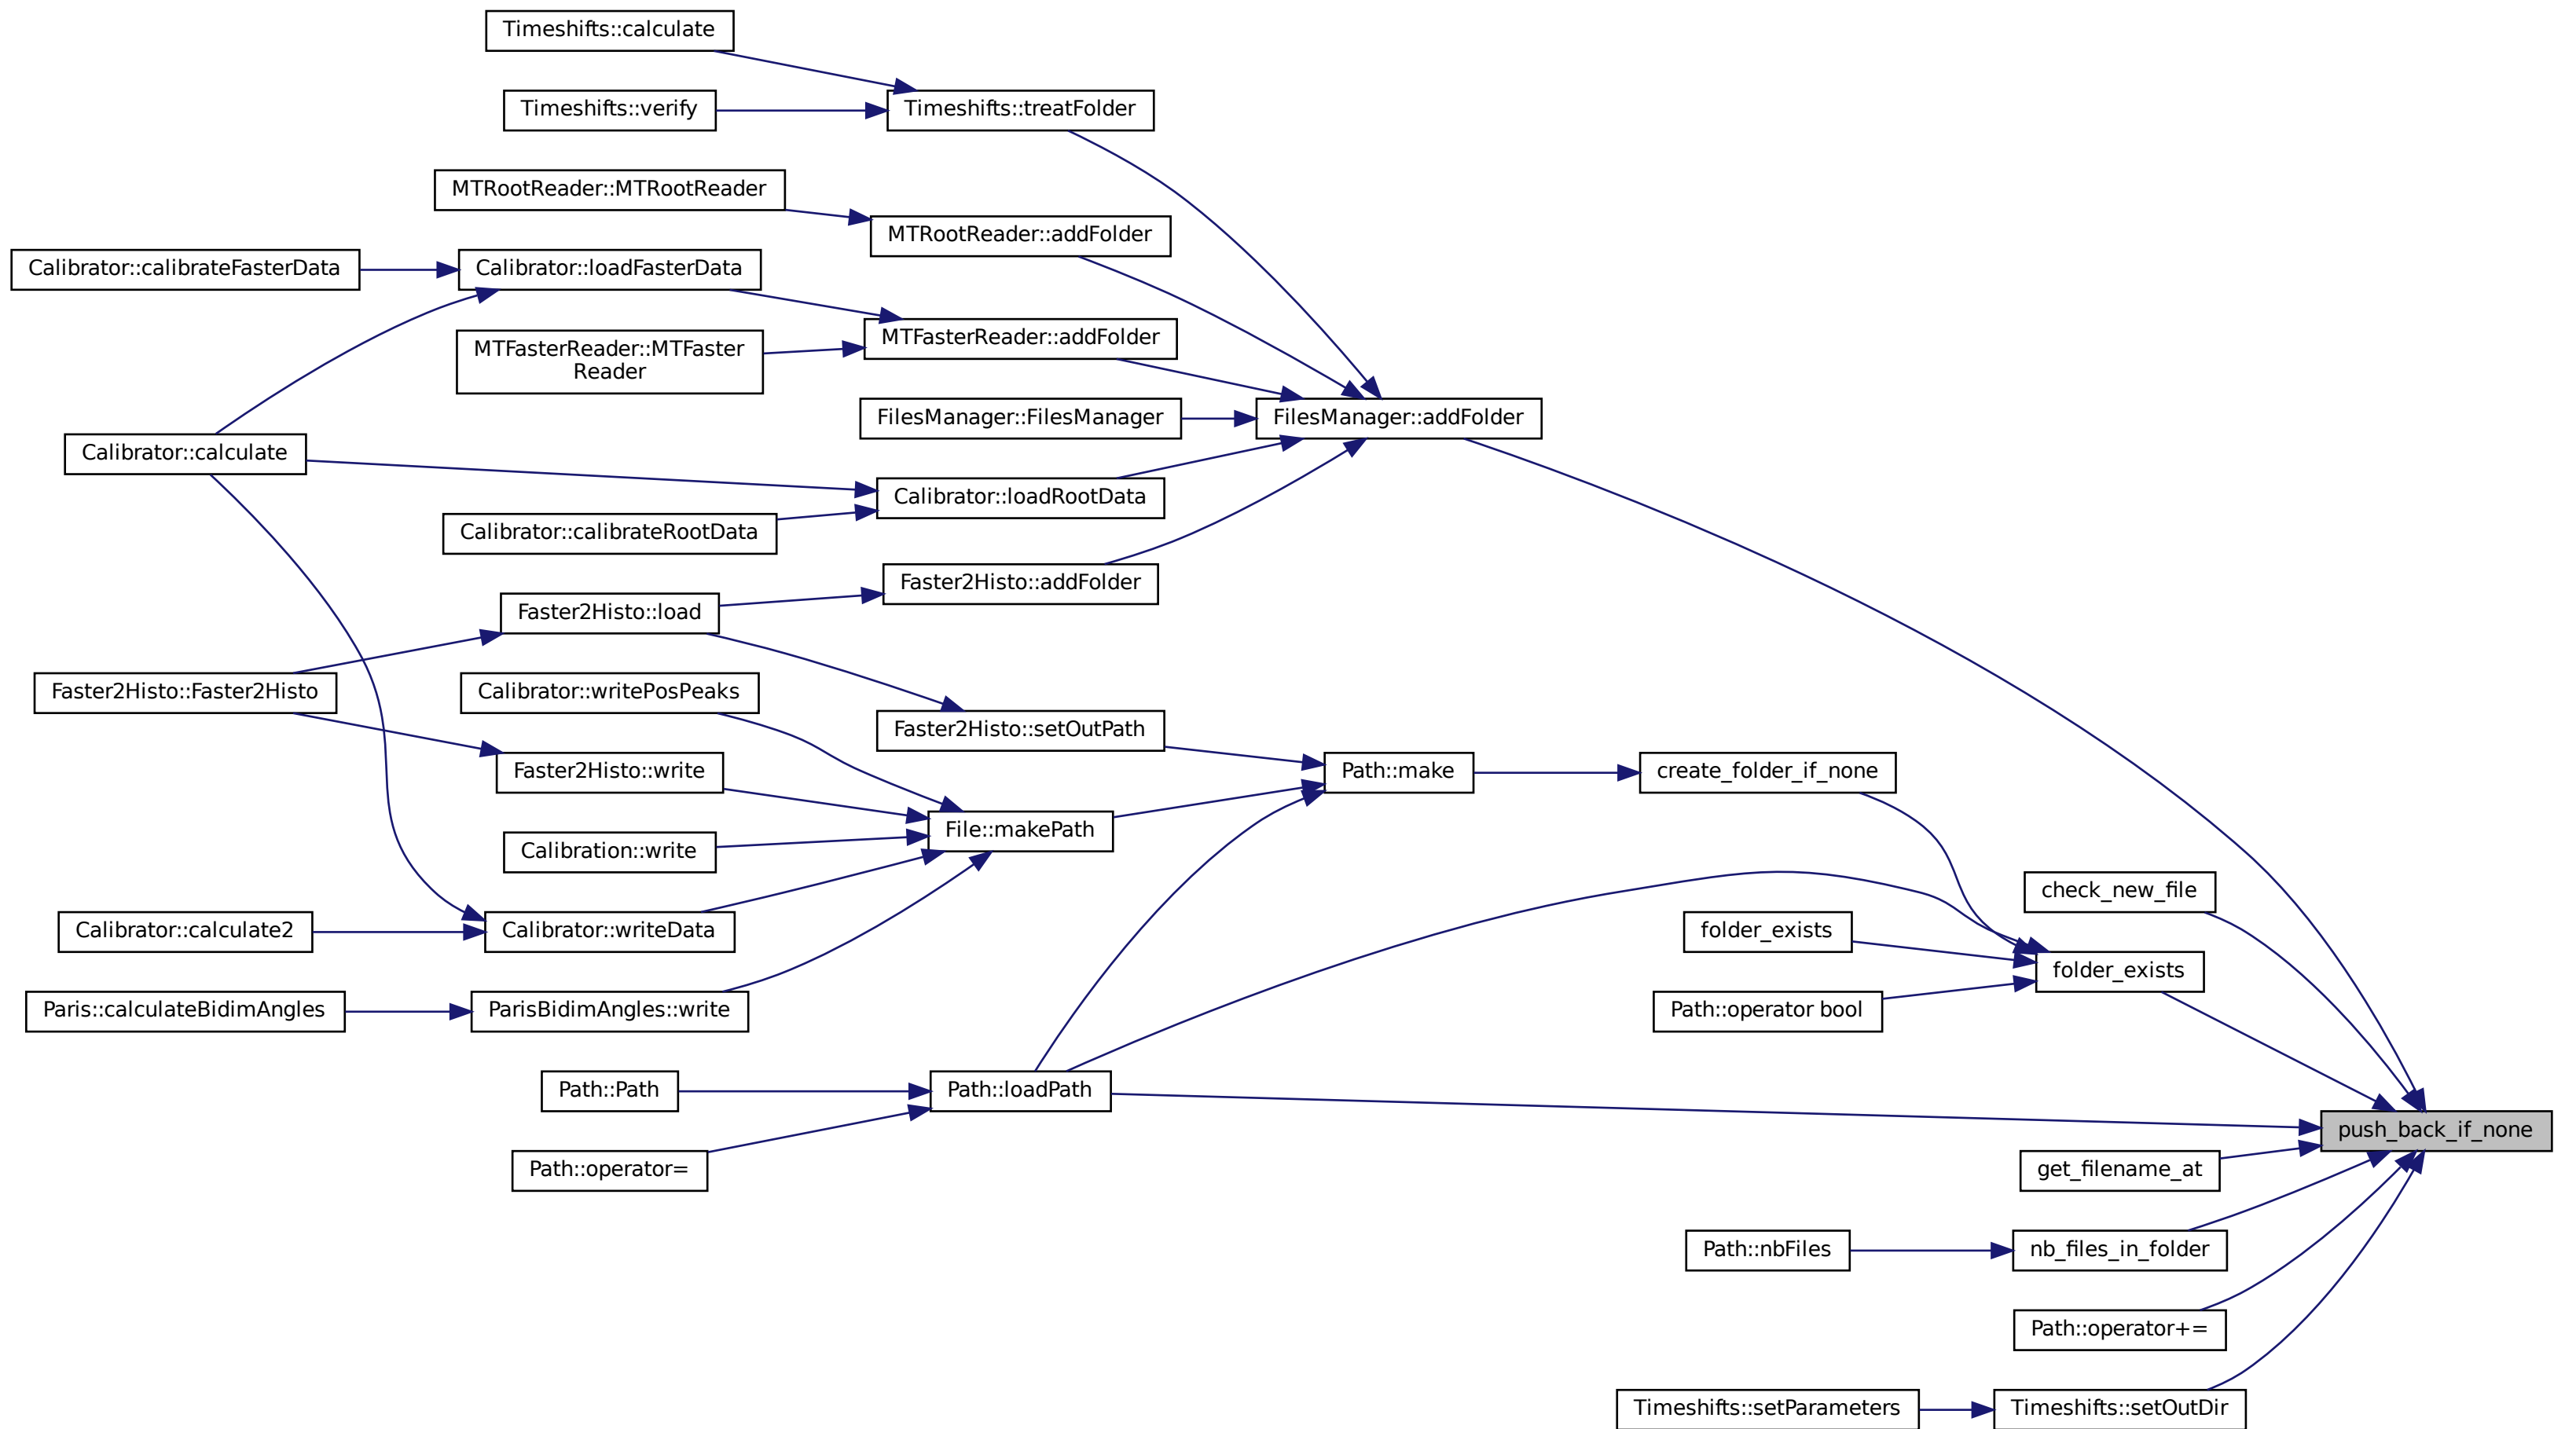 Timeshifts::calculate
Timeshifts::verify
Timeshifts::treatFolder
MTRootReader::MTRootReader
MTRootReader::addFolder
Calibrator::calibrateFasterData
Calibrator::loadFasterData
MTFasterReader::addFolder
MTFasterReader::MTFaster
Reader
FilesManager::FilesManager
FilesManager::addFolder
Calibrator::calculate
Calibrator::loadRootData
Calibrator::calibrateRootData
Faster2Histo::addFolder
Faster2Histo::load
Faster2Histo::Faster2Histo
Calibrator::writePosPeaks
Faster2Histo::setOutPath
Faster2Histo::write
Path::make
create_folder_if_none
File::makePath
Calibration::write
check_new_file
Calibrator::calculate2
Calibrator::writeData
folder_exists
folder_exists
Paris::calculateBidimAngles
ParisBidimAngles::write
Path::operator bool
Path::Path
Path::loadPath
push_back_if_none
Path::operator=
get_filename_at
Path::nbFiles
nb_files_in_folder
Path::operator+=
Timeshifts::setParameters
Timeshifts::setOutDir